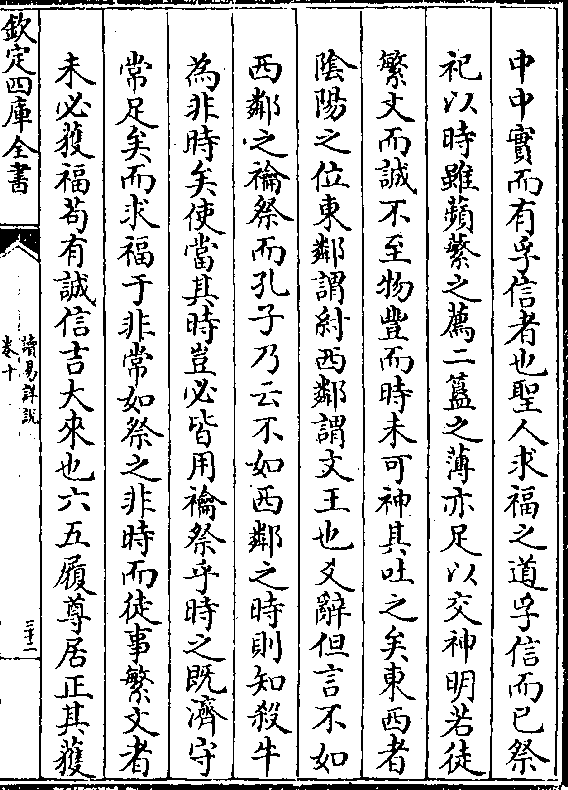 中中實而有孚信者也聖人求福之道孚信而已祭
祀以時雖蘋蘩之薦二簋之薄亦足以交神明若徒
繁文而誠不至物豊而時未可神其吐之矣東西者
陰陽之位東鄰謂紂西鄰謂文王也爻辭但言不如
西鄰之禴祭而孔子乃云不如西鄰之時則知殺牛
為非時矣使當其時豈必皆用禴祭乎時之既濟守
常足矣而求福于非常如祭之非時而徒事繁文者
未必獲福茍有誠信吉大來也六五履尊居正其獲
欽定四庫全書
讀易詳說
卷十
三十二